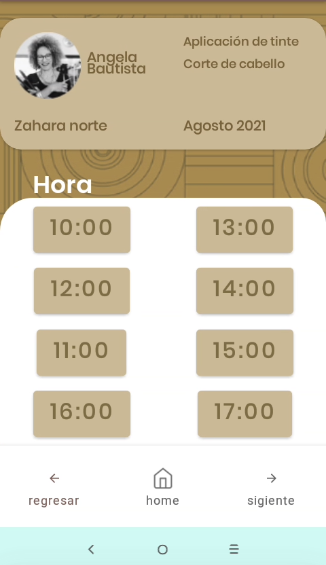 Angela
Bautista
Aplicación de tinte
Corte de cabello
Zahara norte
Agosto 2021
Hora
10:00
13:00
12:00
14:00
11:00
15:00
16:00
17:00
regresar
home
sigiente